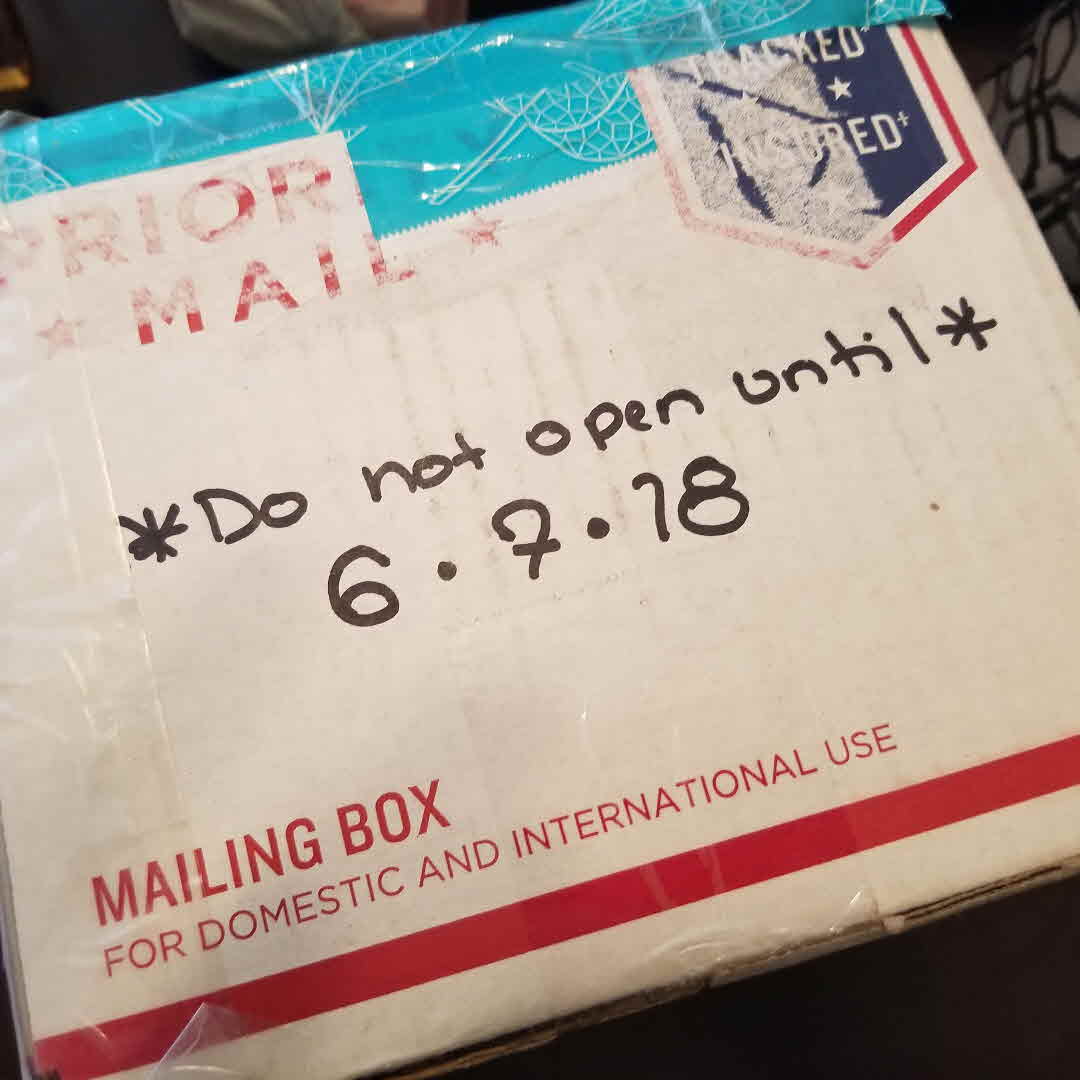 PRIOR
MAIL
TRACKED
INSURED‡
*Do not open until*
6.7.18
MAILING BOX
FOR DOMESTIC AND INTERNATIONAL USE